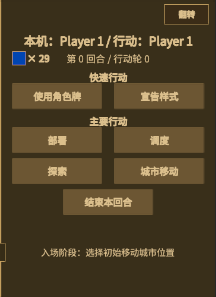 翻转
本机：Player 1 / 行动：Player 1
× 29 第 0 回合 / 行动轮 0
快速行动
使用角色牌 宣告样式
主要行动
部署 调度
探索 城市移动
结束本回合
入场阶段：选择初始移动城市位置